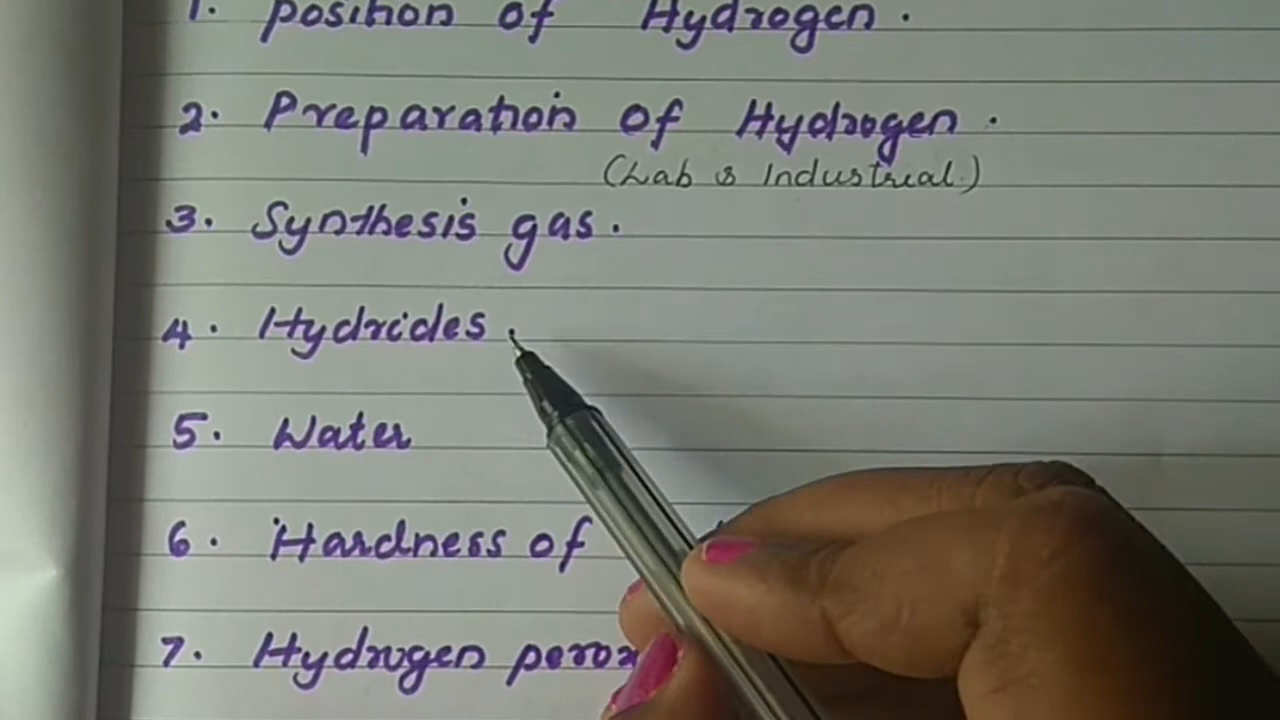 1. position of Hydrogen.
2. Preparation of Hydrogen.
(Lab & Industrial)
3. Synthesis gas.
4. Hydrides.
5. Water
6. Hardness of
7. Hydrogen perox